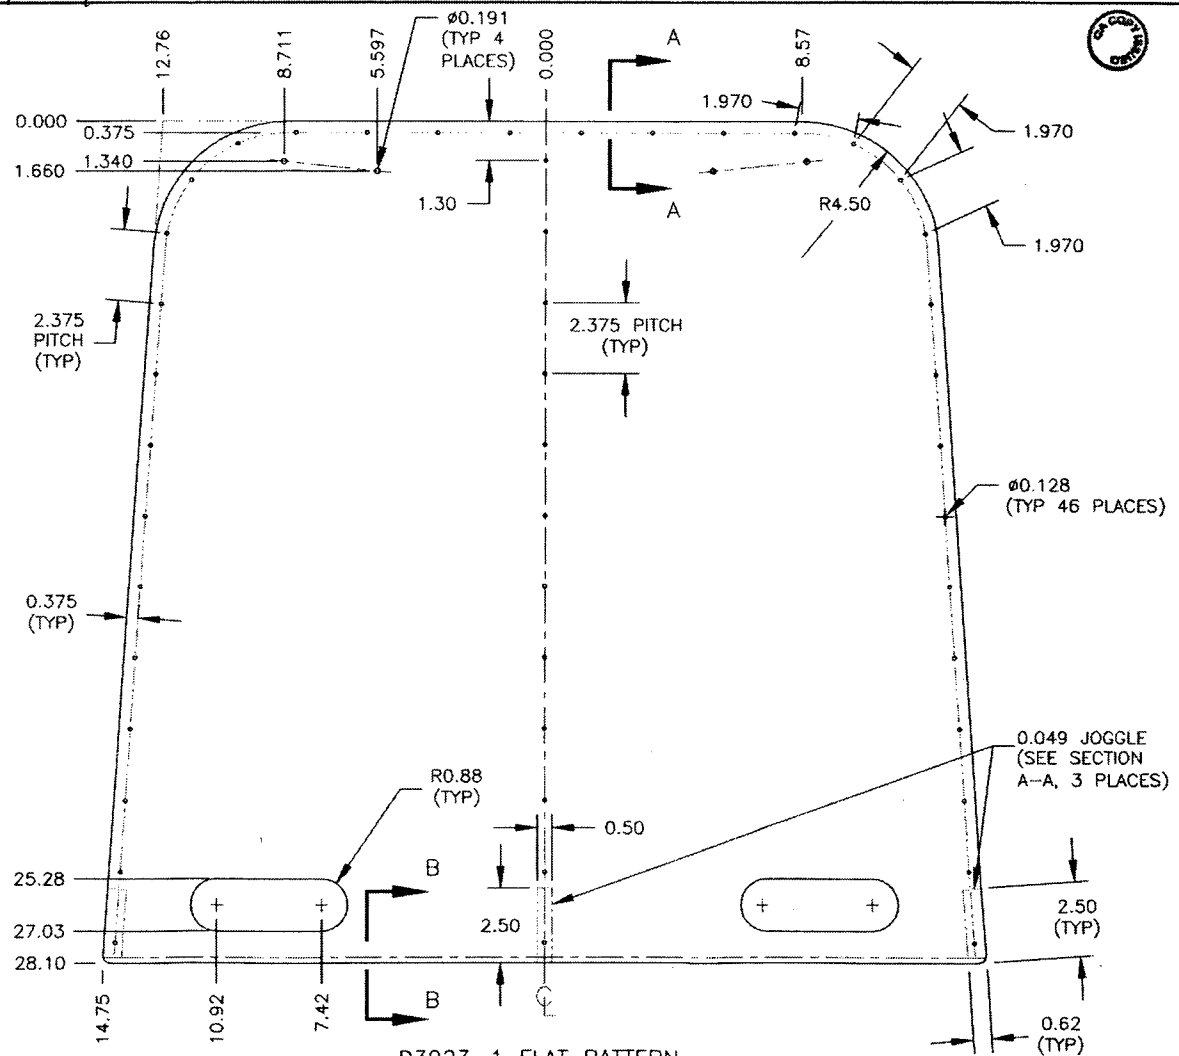 12.76
8.711
5.597
ø0.191
(TYP 4
PLACES)
0.000
A
8.57
1.970
0.000
0.375
1.340
1.660
1.970
1.30
A
R4.50
1.970
2.375
PITCH
(TYP)
2.375 PITCH
(TYP)
ø0.128
(TYP 46 PLACES)
0.375
(TYP)
R0.88
(TYP)
0.049 JOGGLE
(SEE SECTION
A-A, 3 PLACES)
0.50
25.28
B
2.50
2.50
(TYP)
27.03
28.10
14.75
10.92
7.42
B
CL
0.62
(TYP)